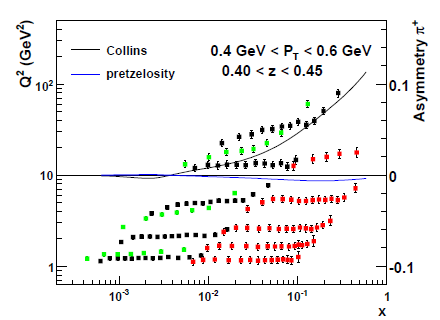 Collins
pretzelosity
0.4 GeV < P_T < 0.6 GeV
0.40 < z < 0.45
Q² (GeV²)
Asymmetry π⁺
10²
10
1
0.1
0
-0.1
10⁻³
10⁻²
10⁻¹
1
x